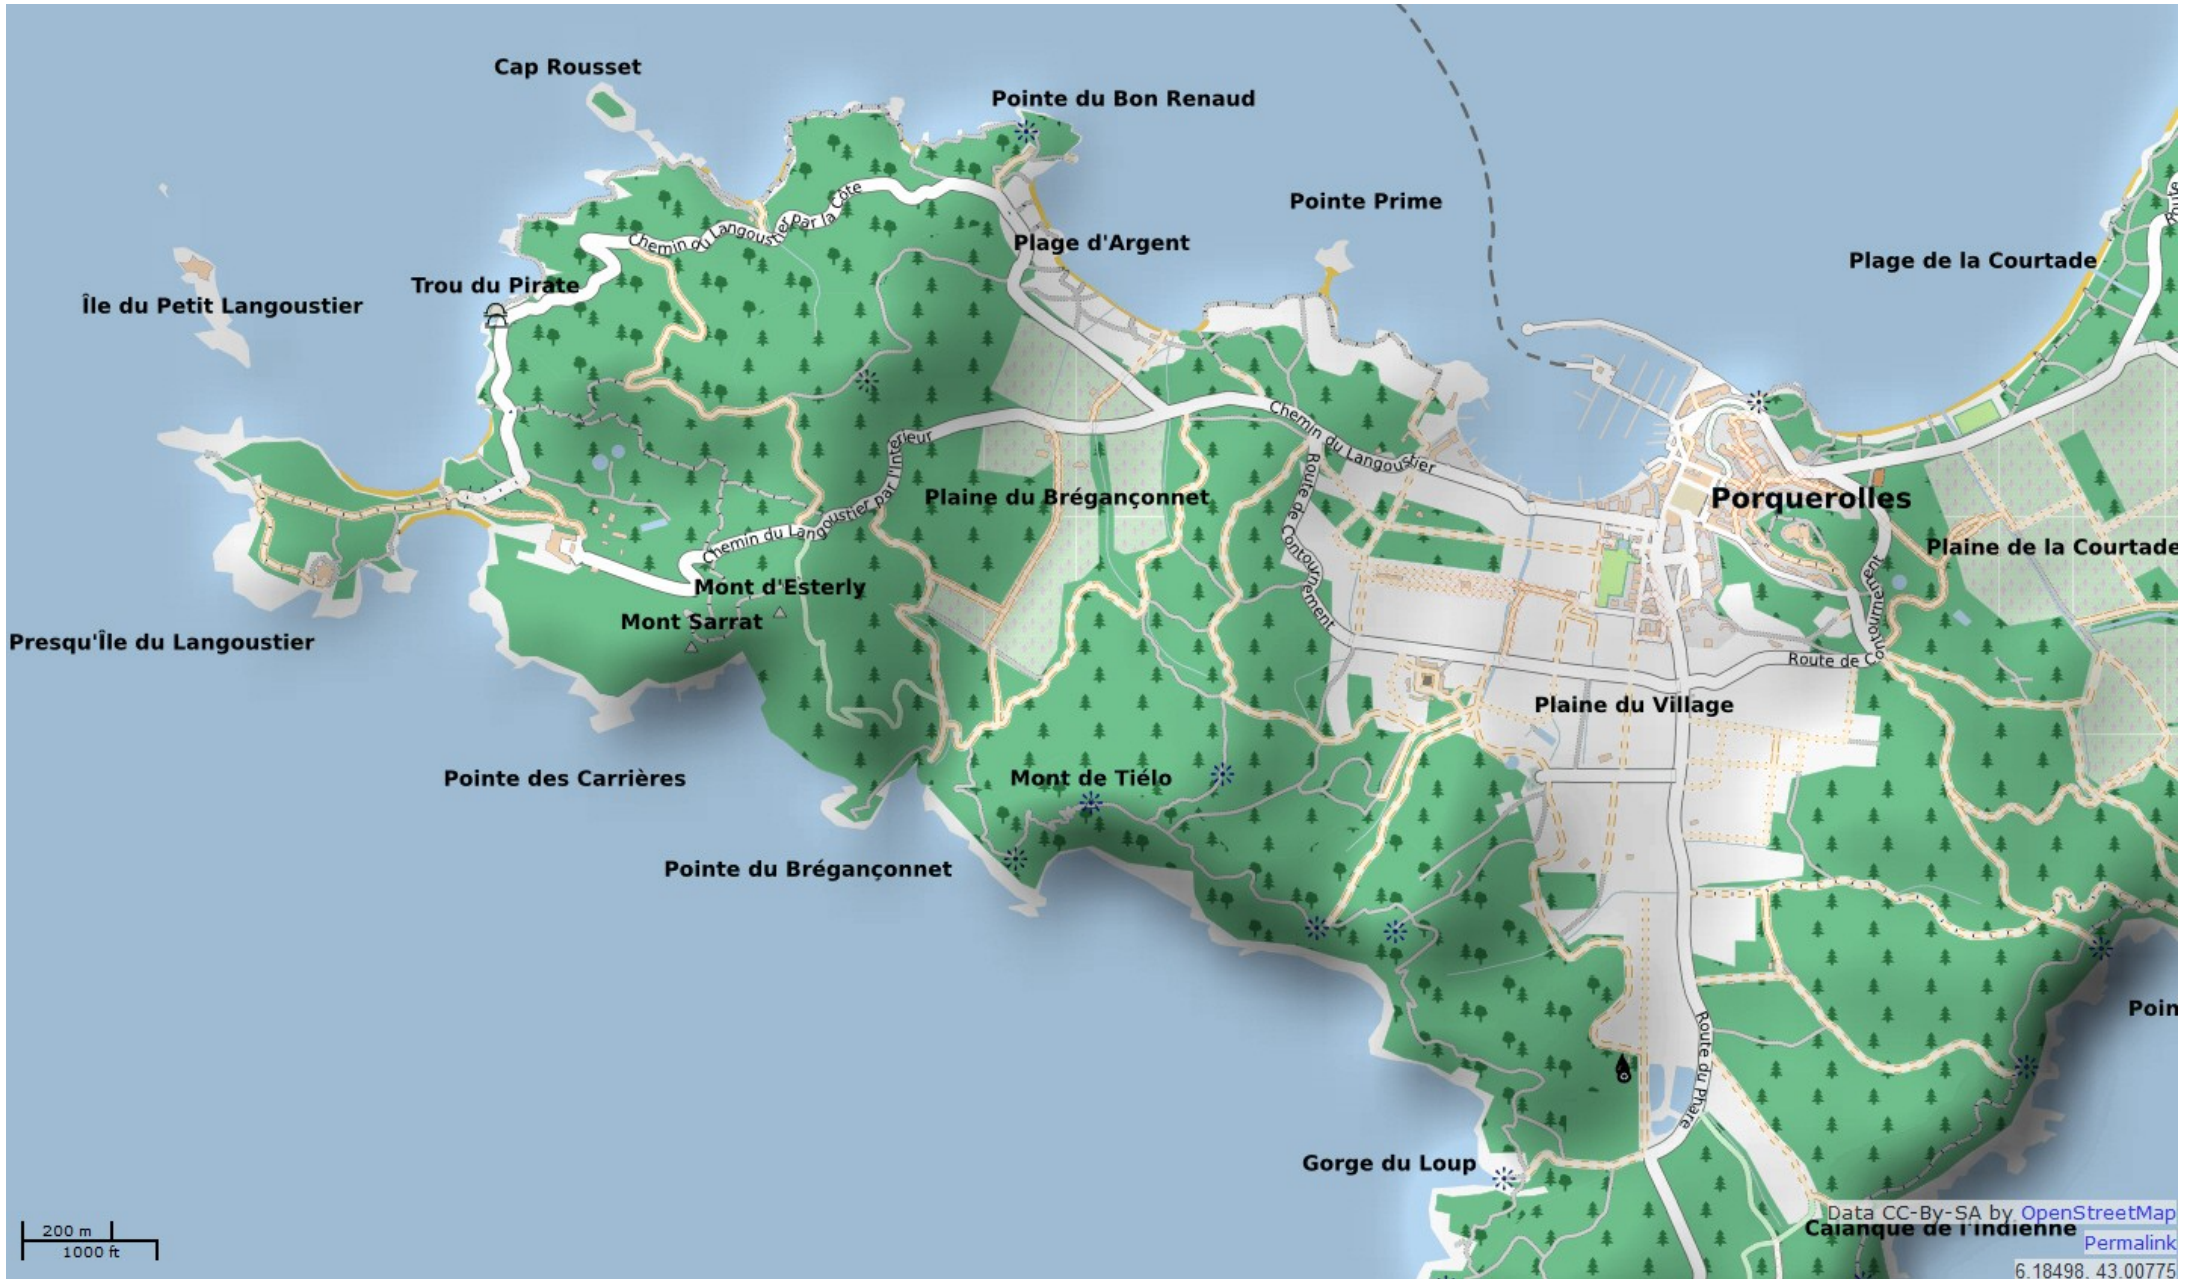 Cap Rousset
Pointe du Bon Renaud
Chemin du Langoustier Par la Côte
Pointe Prime
Plage d'Argent
Plage de la Courtade
Trou du Pirate
Île du Petit Langoustier
Chemin du Langoustier
Chemin du Langoustier par l'Intérieur
Plaine du Brégançonnet
Route de Contournement
Porquerolles
Plaine de la Courtade
Mont d'Esterly
Mont Sarrat
Presqu'Île du Langoustier
Route de Contournement
Plaine du Village
Pointe des Carrières
Mont de Tiélo
Pointe du Brégançonnet
Poin
Route du Phare
Gorge du Loup
Data CC-By-SA by OpenStreetMap
Calanque de l'Indienne
Permalink
200 m
1000 ft
6.18498, 43.00775